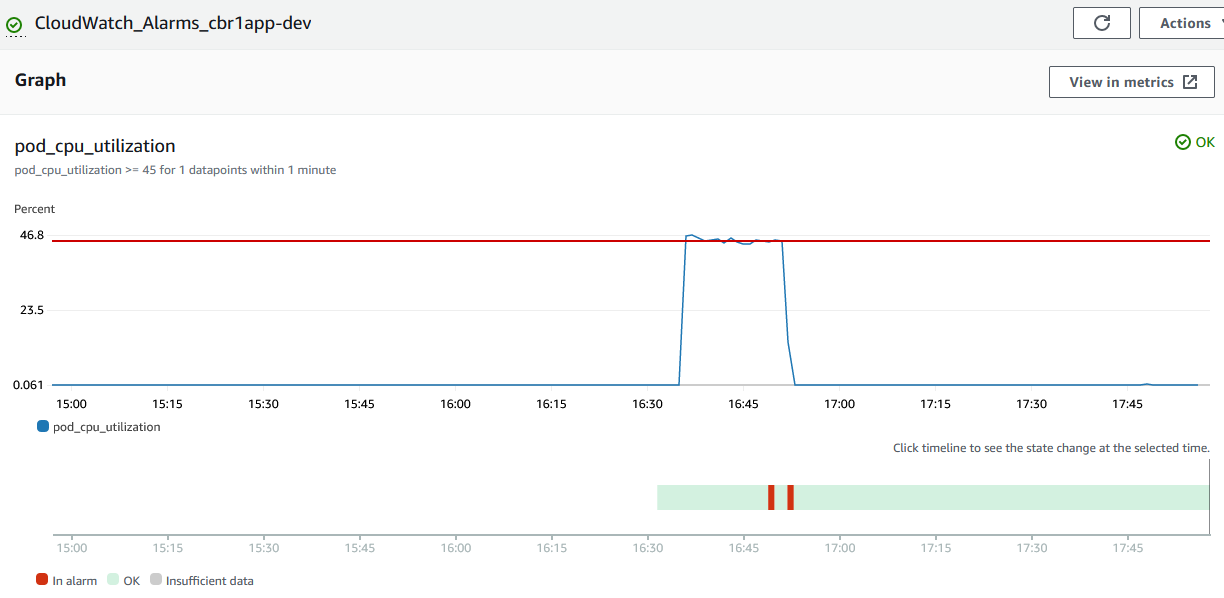 CloudWatch_Alarms_cbr1app-dev
Actions
Graph
View in metrics
pod_cpu_utilization
OK
pod_cpu_utilization >= 45 for 1 datapoints within 1 minute
Percent
46.8
23.5
0.061
15:00 15:15 15:30 15:45 16:00 16:15 16:30 16:45 17:00 17:15 17:30 17:45
pod_cpu_utilization
Click timeline to see the state change at the selected time.
15:00 15:15 15:30 15:45 16:00 16:15 16:30 16:45 17:00 17:15 17:30 17:45
In alarm OK Insufficient data